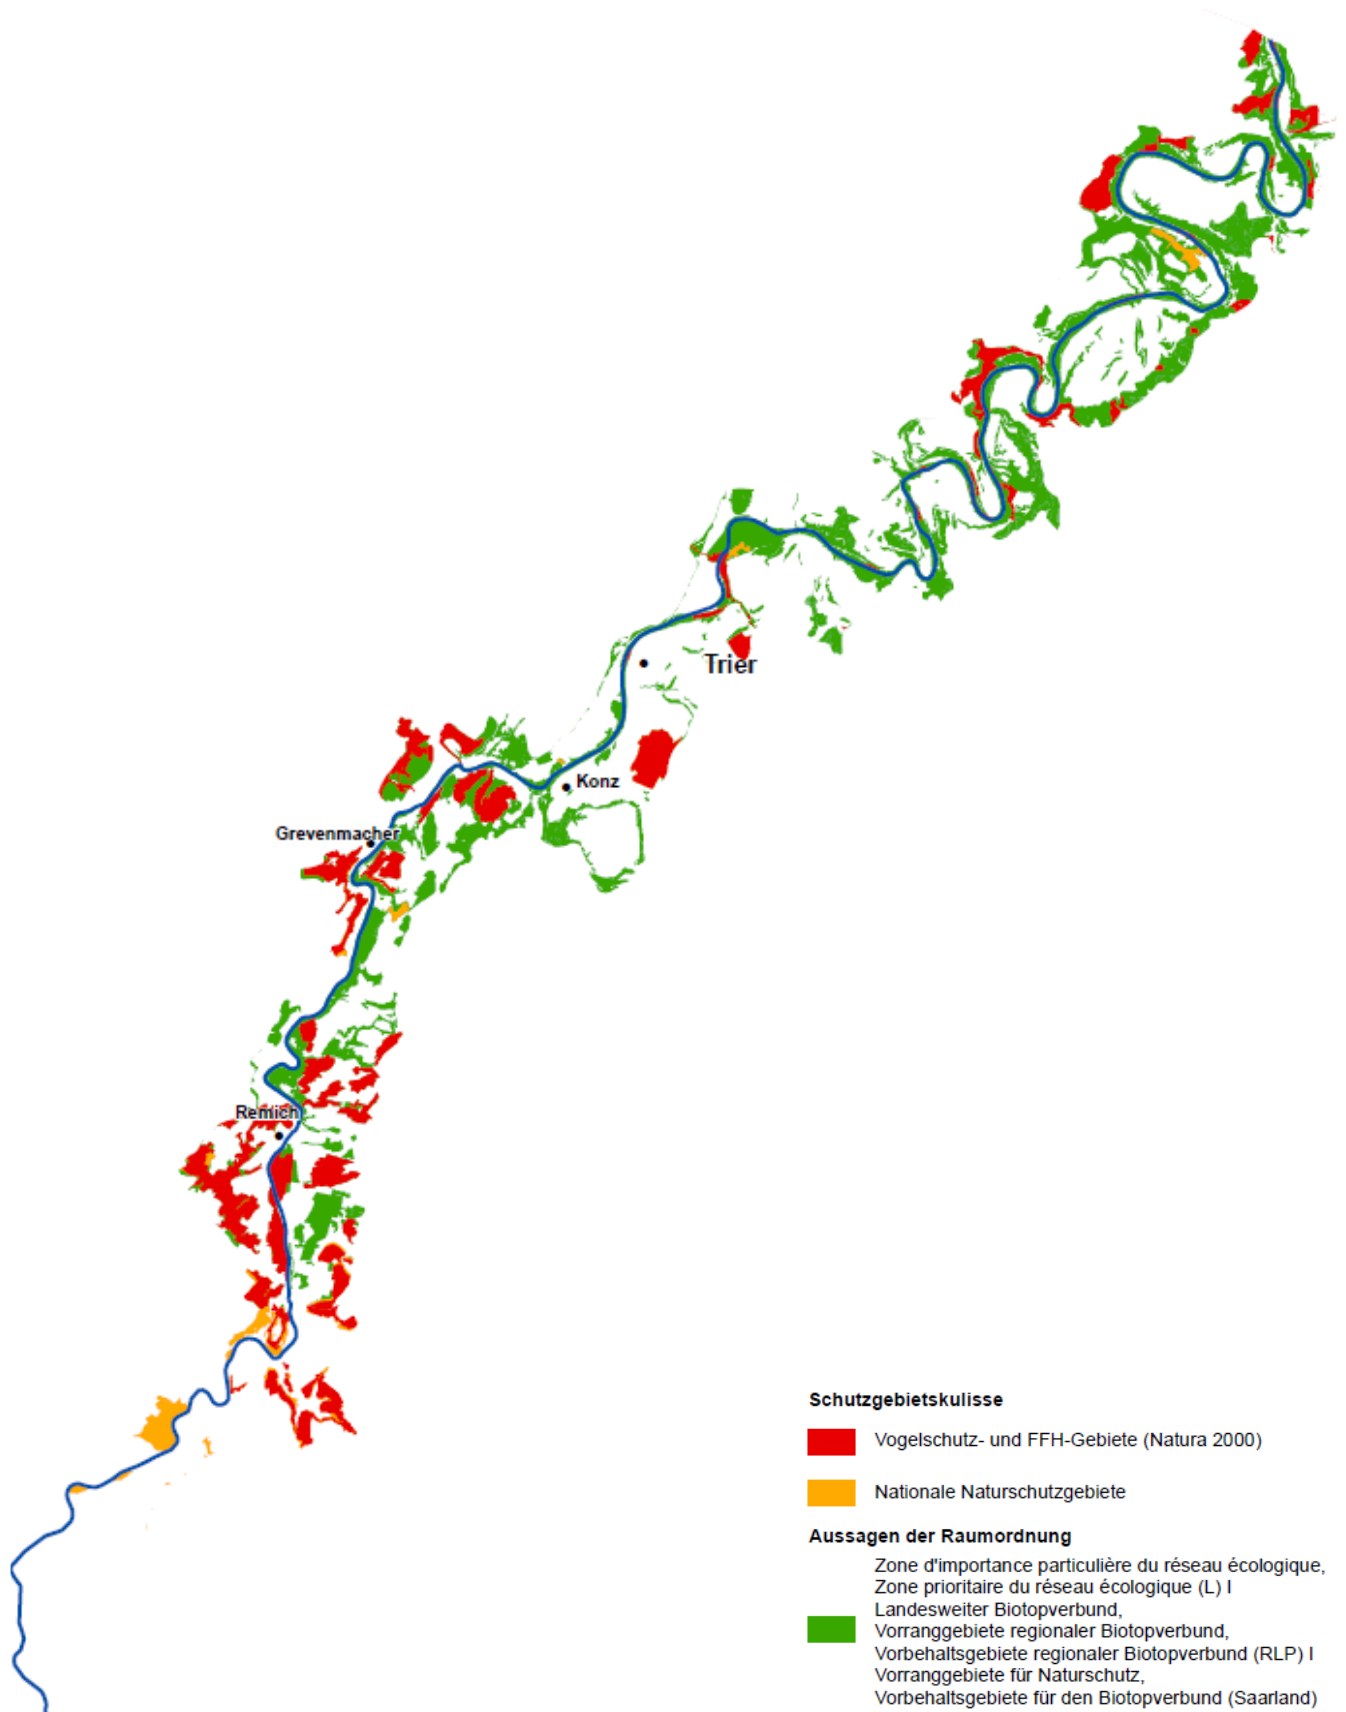 Trier
Konz
Grevenmacher
Remich
Schutzgebietskulisse
Vogelschutz- und FFH-Gebiete (Natura 2000)
Nationale Naturschutzgebiete
Aussagen der Raumordnung
Zone d'importance particulière du réseau écologique,
Zone prioritaire du réseau écologique (L) I
Landesweiter Biotopverbund,
Vorranggebiete regionaler Biotopverbund,
Vorbehaltsgebiete regionaler Biotopverbund (RLP) I
Vorranggebiete für Naturschutz,
Vorbehaltsgebiete für den Biotopverbund (Saarland)